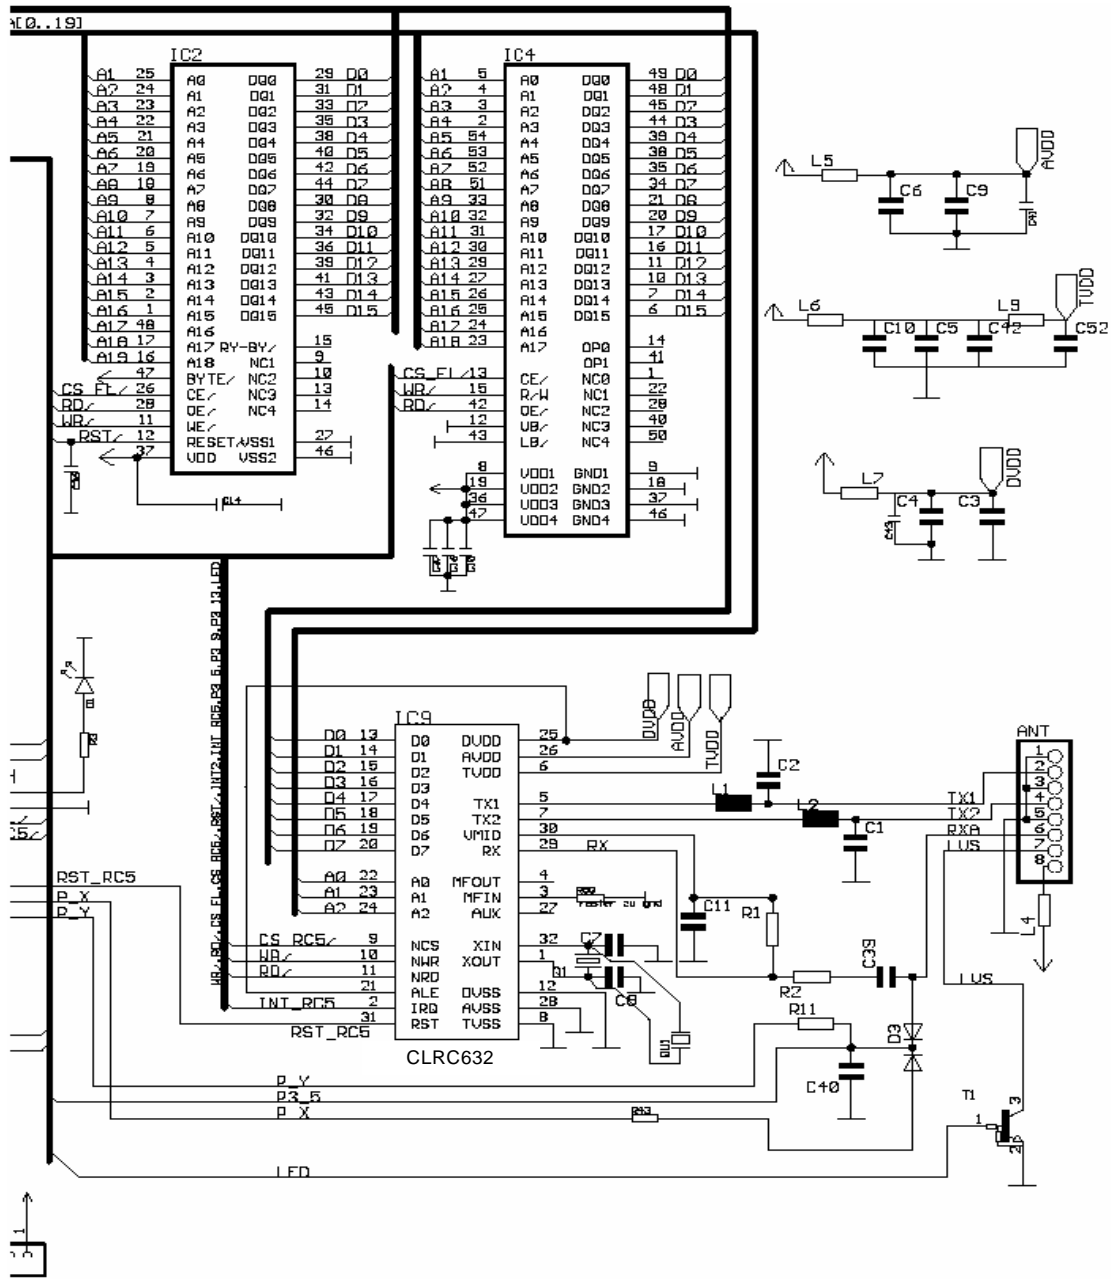 A[0..19]
IC2
A1 25 A0 DQ0 29 D0
A2 24 A1 DQ1 31 D1
A3 23 A2 DQ2 33 D2
A4 22 A3 DQ3 35 D3
A5 21 A4 DQ4 38 D4
A6 20 A5 DQ5 40 D5
A7 19 A6 DQ6 42 D6
A8 18 A7 DQ7 44 D7
A9 8 A8 DQ8 30 D8
A10 7 A9 DQ9 32 D9
A11 6 A10 DQ10 34 D10
A12 5 A11 DQ11 36 D11
A13 4 A12 DQ12 39 D12
A14 3 A13 DQ13 41 D13
A15 2 A14 DQ14 43 D14
A16 1 A15 DQ15 45 D15
A17 48 A16
A18 17 A17 RY-BY/ 15
A19 16 A18 NC1 9
47 BYTE/ NC2 10
CS_FL/ 26 CE/ NC3 13
RD/ 28 OE/ NC4 14
WR/ 11 WE/
RST/ 12 RESET/ VSS1 27
37 VDD VSS2 46
C14
IC4
A1 5 A0 DQ0 49 D0
A2 4 A1 DQ1 48 D1
A3 3 A2 DQ2 45 D2
A4 2 A3 DQ3 44 D3
A5 54 A4 DQ4 39 D4
A6 53 A5 DQ5 38 D5
A7 52 A6 DQ6 35 D6
A8 51 A7 DQ7 34 D7
A9 33 A8 DQ8 21 D8
A10 32 A9 DQ9 20 D9
A11 31 A10 DQ10 17 D10
A12 30 A11 DQ11 16 D11
A13 29 A12 DQ12 11 D12
A14 27 A13 DQ13 10 D13
A15 26 A14 DQ14 7 D14
A16 25 A15 DQ15 6 D15
A17 24 A16
A18 23 A17 OP0 14
OP1 41
CS_FL/ 13 CE/ NC0 1
WR/ 15 R/W NC1 22
RD/ 42 OE/ NC2 28
12 UB/ NC3 40
43 LB/ NC4 50
8 VDD1 GND1 9
19 VDD2 GND2 18
36 VDD3 GND3 37
47 VDD4 GND4 46
L5 C6 C9 AVDD
L6 C10 C5 C42 L9 C52 TVDD
L7 C4 C3 DVDD
DVDD AVDD TVDD
IC9
D0 13 D0 DVDD 25
D1 14 D1 AVDD 26
D2 15 D2 TVDD 6
D3 16 D3
D4 17 D4 TX1 5
D5 18 D5 TX2 7
D6 19 D6 VMID 30
D7 20 D7 RX 29 RX
A0 22 A0 MFOUT 4
A1 23 A1 MFIN 3
A2 24 A2 AUX 27
CS_RC5/ 9 NCS XIN 32
WR/ 10 NWR XOUT 1
RD/ 11 NRD
21 ALE DVSS 12
INT_RC5 2 IRQ AVSS 28
RST_RC5 31 RST TVSS 8
CLRC632
L1 C2
L2 C1
C11 R1
C7
Q1 C8
QU1
R2 C39
R11
D3
C40
ANT
1
TX1 2
3
TX2 4
5
RXA 6
LVS 7
8
L4
LVS
T1
1 3 2
RST_RC5
P_X
P_Y
P_Y
P3_5
P_X
R43
LED
1